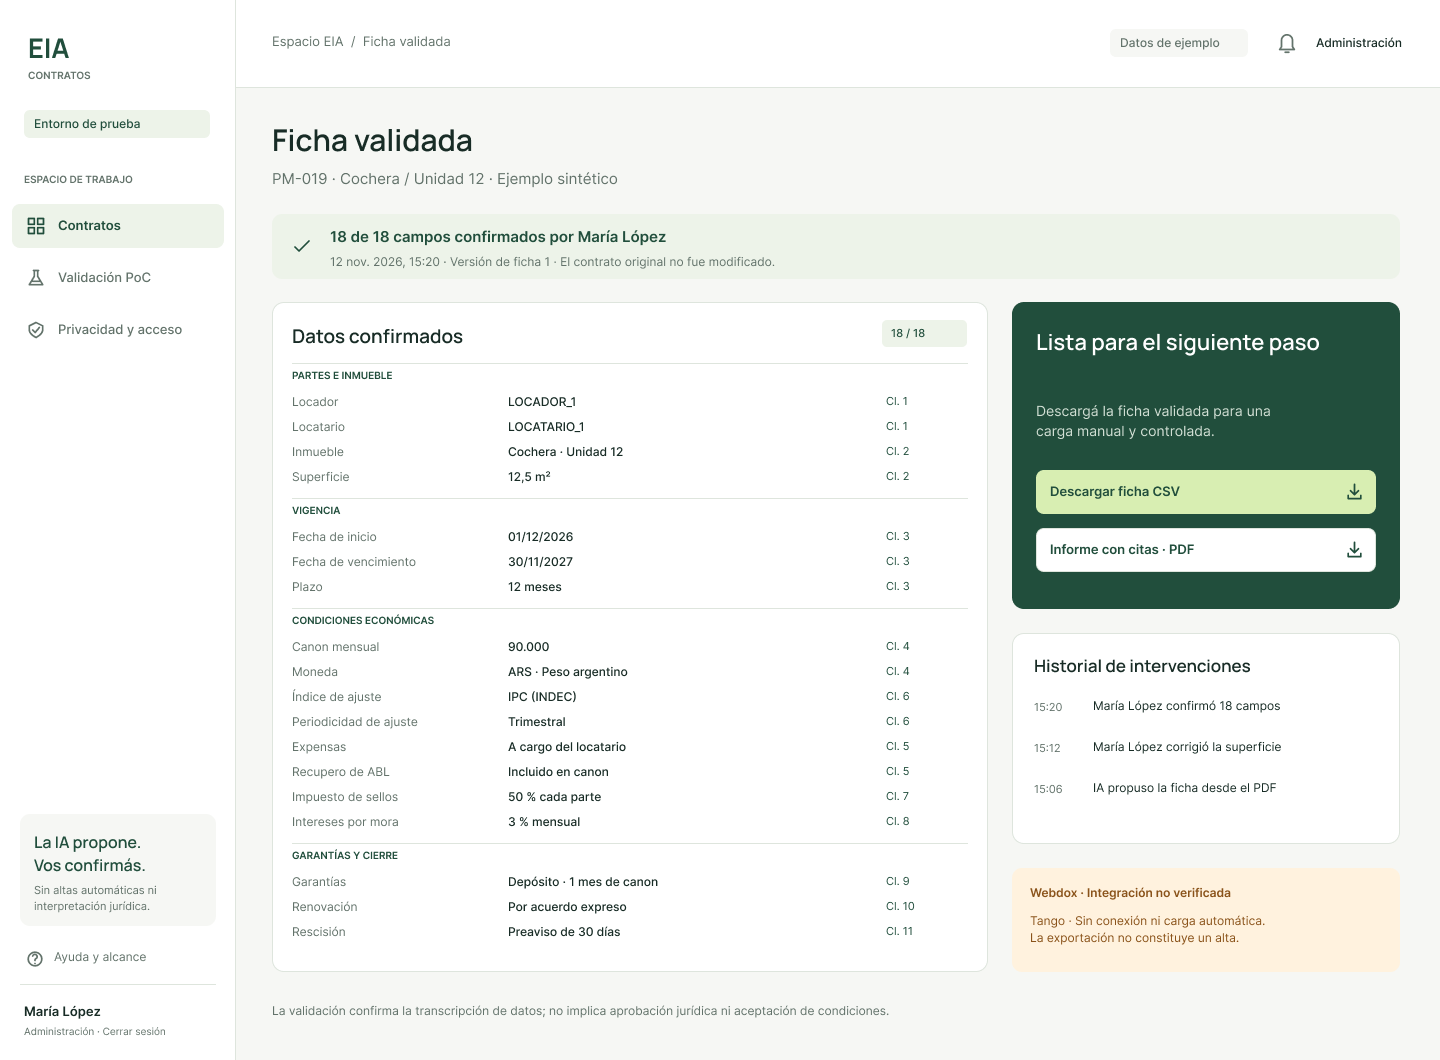 EIA
CONTRATOS
Entorno de prueba
ESPACIO DE TRABAJO
Contratos
Validación PoC
Privacidad y acceso
La IA propone.
Vos confirmás.
Sin altas automáticas ni
interpretación jurídica.
Ayuda y alcance
María López
Administración · Cerrar sesión
Espacio EIA / Ficha validada
Datos de ejemplo
Administración
Ficha validada
PM-019 · Cochera / Unidad 12 · Ejemplo sintético
18 de 18 campos confirmados por María López
12 nov. 2026, 15:20 · Versión de ficha 1 · El contrato original no fue modificado.
Datos confirmados
18 / 18
PARTES E INMUEBLE
Locador LOCADOR_1 Cl. 1
Locatario LOCATARIO_1 Cl. 1
Inmueble Cochera · Unidad 12 Cl. 2
Superficie 12,5 m² Cl. 2
VIGENCIA
Fecha de inicio 01/12/2026 Cl. 3
Fecha de vencimiento 30/11/2027 Cl. 3
Plazo 12 meses Cl. 3
CONDICIONES ECONÓMICAS
Canon mensual 90.000 Cl. 4
Moneda ARS · Peso argentino Cl. 4
Índice de ajuste IPC (INDEC) Cl. 6
Periodicidad de ajuste Trimestral Cl. 6
Expensas A cargo del locatario Cl. 5
Recupero de ABL Incluido en canon Cl. 5
Impuesto de sellos 50 % cada parte Cl. 7
Intereses por mora 3 % mensual Cl. 8
GARANTÍAS Y CIERRE
Garantías Depósito · 1 mes de canon Cl. 9
Renovación Por acuerdo expreso Cl. 10
Rescisión Preaviso de 30 días Cl. 11
Lista para el siguiente paso
Descargá la ficha validada para una
carga manual y controlada.
Descargar ficha CSV
Informe con citas · PDF
Historial de intervenciones
15:20 María López confirmó 18 campos
15:12 María López corrigió la superficie
15:06 IA propuso la ficha desde el PDF
Webdox · Integración no verificada
Tango · Sin conexión ni carga automática.
La exportación no constituye un alta.
La validación confirma la transcripción de datos; no implica aprobación jurídica ni aceptación de condiciones.